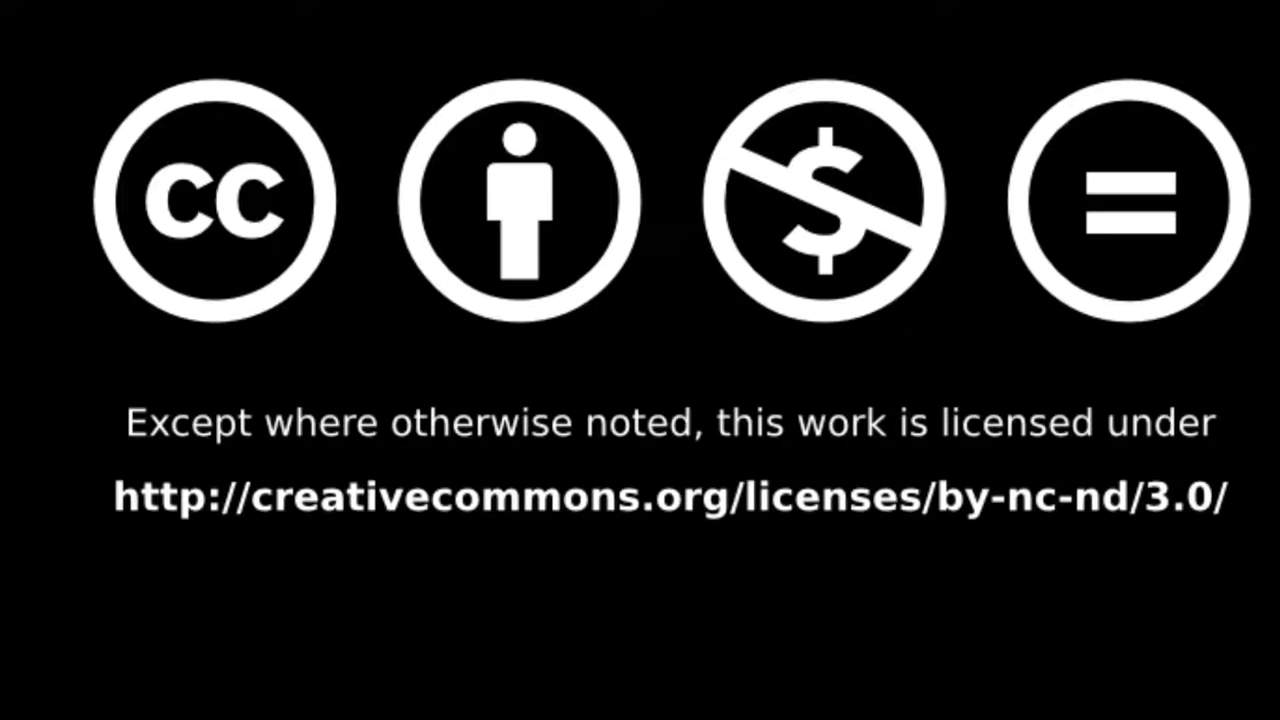 cc
$
=
Except where otherwise noted, this work is licensed under
http://creativecommons.org/licenses/by-nc-nd/3.0/